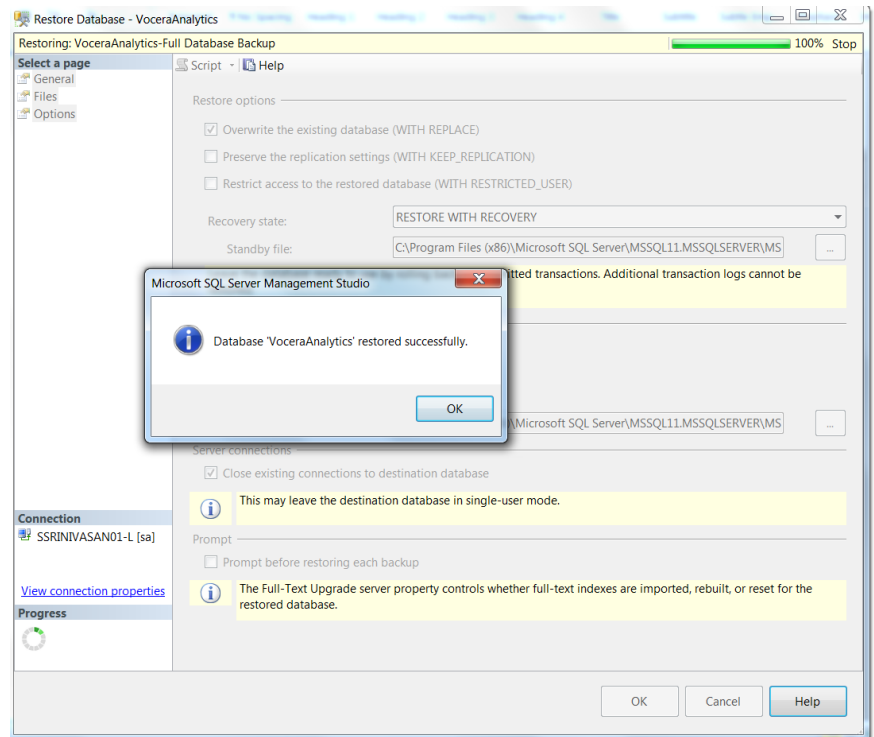 Restore Database - VoceraAnalytics
Restoring: VoceraAnalytics-Full Database Backup
100% Stop
Select a page
General
Files
Options
Script
Help
Restore options
Overwrite the existing database (WITH REPLACE)
Preserve the replication settings (WITH KEEP_REPLICATION)
Restrict access to the restored database (WITH RESTRICTED_USER)
Recovery state:
RESTORE WITH RECOVERY
Standby file:
C:\Program Files (x86)\Microsoft SQL Server\MSSQL11.MSSQLSERVER\MS
...
itted transactions. Additional transaction logs cannot be
Microsoft SQL Server Management Studio
Database 'VoceraAnalytics' restored successfully.
OK
\Microsoft SQL Server\MSSQL11.MSSQLSERVER\MS
...
Server connections
Close existing connections to destination database
This may leave the destination database in single-user mode.
Connection
SSRINIVASAN01-L [sa]
View connection properties
Prompt
Prompt before restoring each backup
The Full-Text Upgrade server property controls whether full-text indexes are imported, rebuilt, or reset for the
restored database.
Progress
OK
Cancel
Help